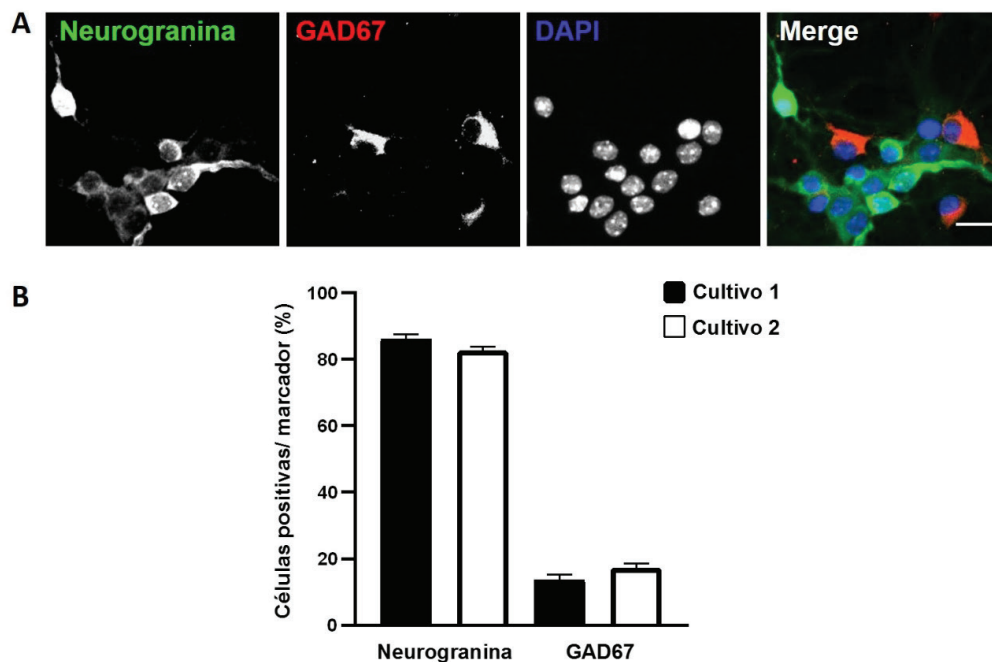 A
Neurogranina
GAD67
DAPI
Merge
B
Células positivas/ marcador (%)
100
80
60
40
20
0
Neurogranina
GAD67
Cultivo 1
Cultivo 2